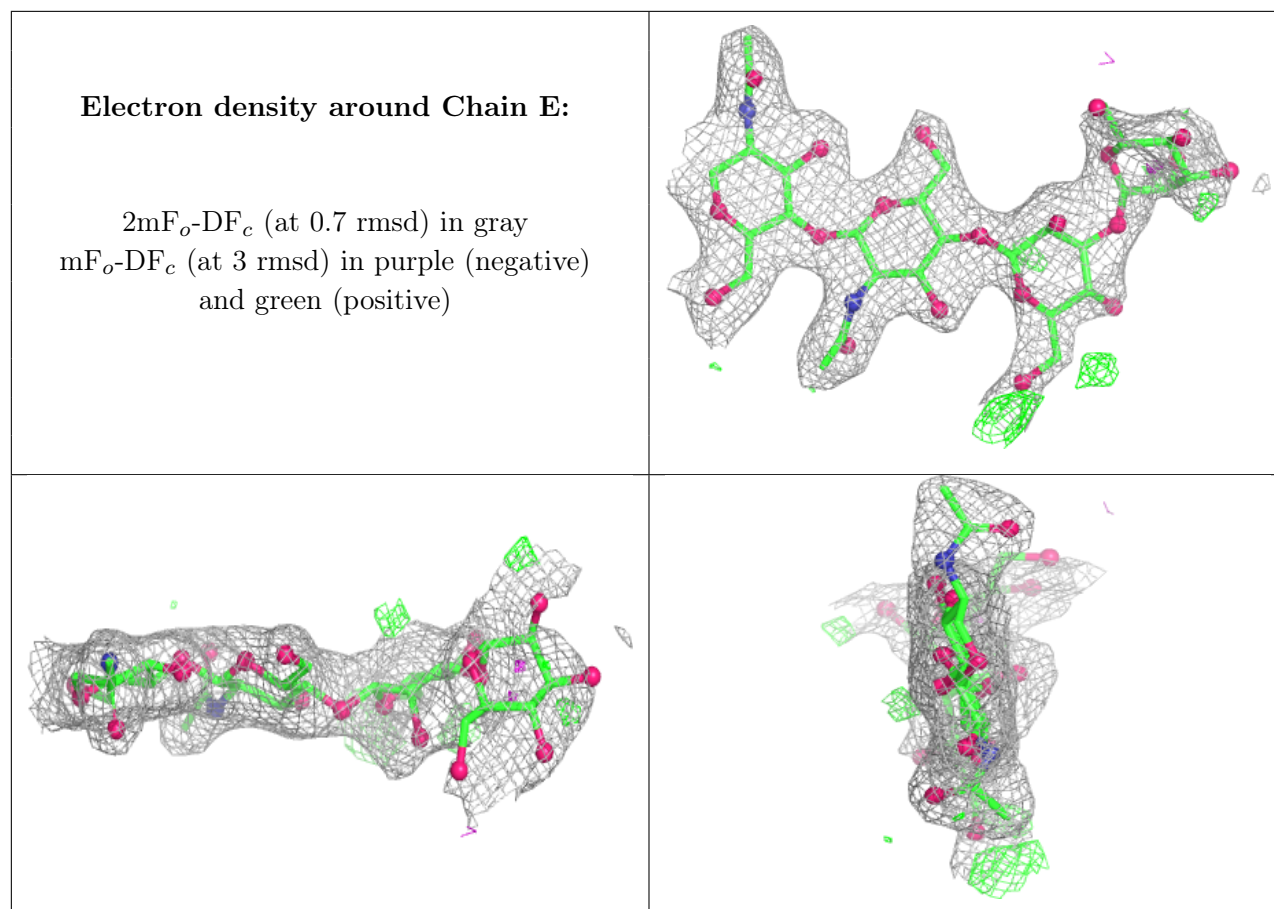 Electron density around Chain E:
2mFₒ-DF𝒸 (at 0.7 rmsd) in gray
mFₒ-DF𝒸 (at 3 rmsd) in purple (negative)
and green (positive)